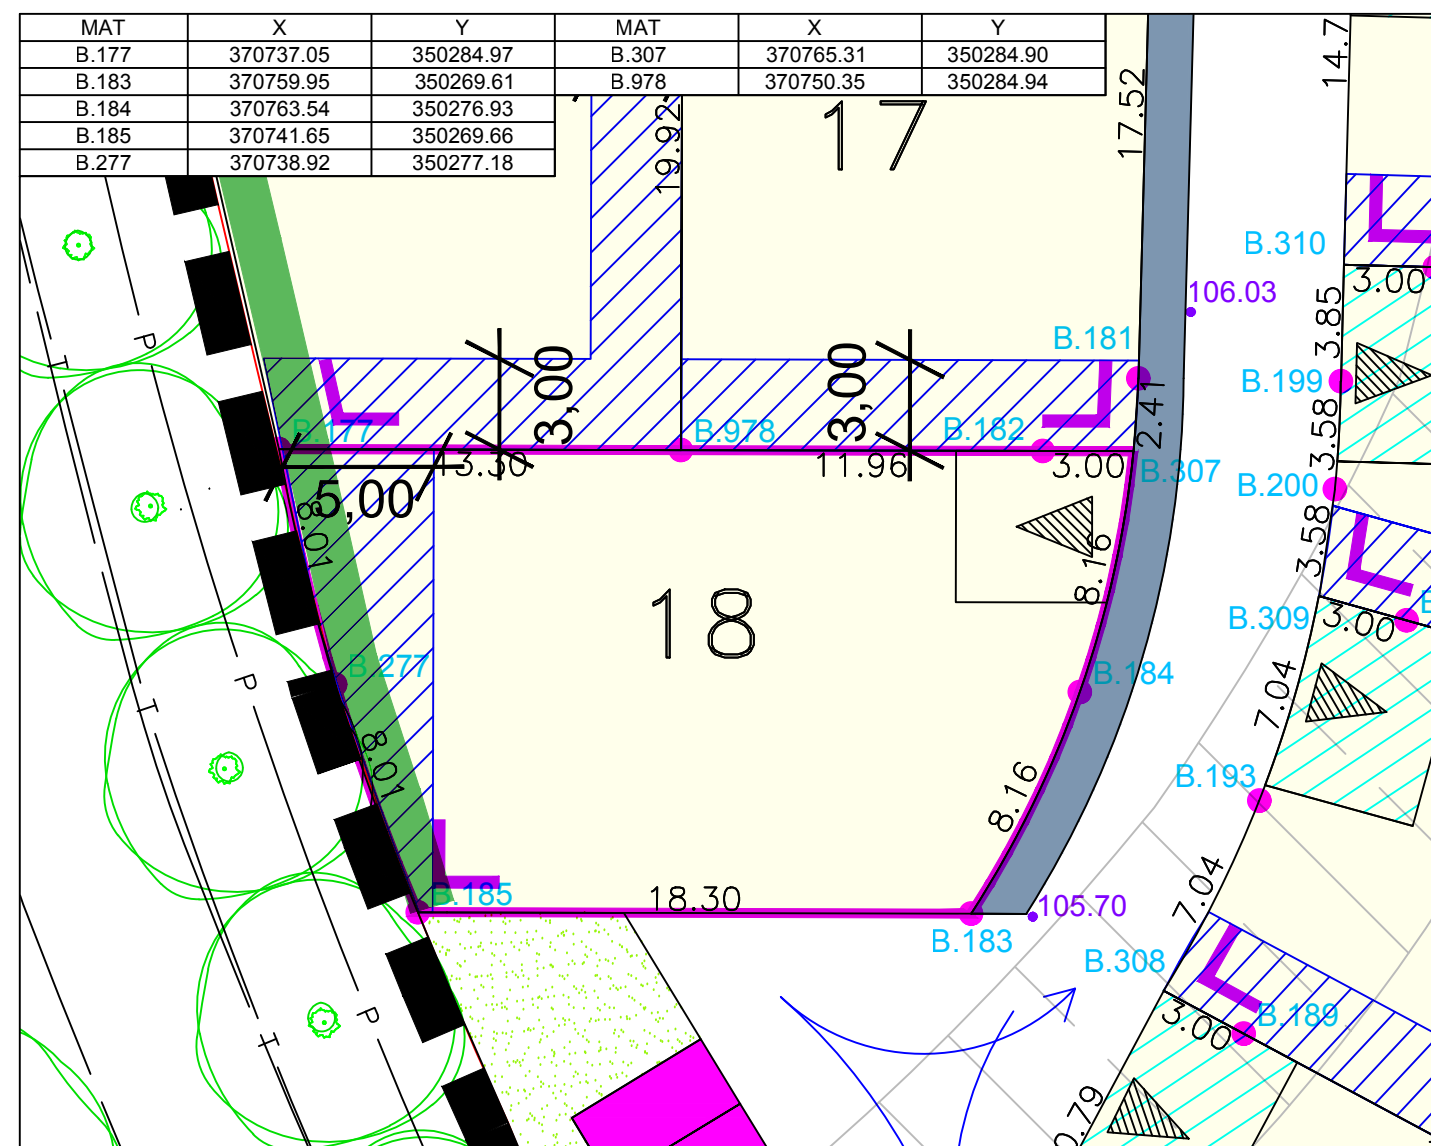 MAT X Y MAT X Y
B.177 370737.05 350284.97 B.307 370765.31 350284.90
B.183 370759.95 350269.61 B.978 370750.35 350284.94
B.184 370763.54 350276.93
B.185 370741.65 350269.66
B.277 370738.92 350277.18
14.7
17.52
19.92
17
B.310
3.00
106.03
3.85
B.181
3,00
3,00
B.199
2.41
3.58
B.177
B.978
B.182
13.30
11.96
3.00
B.307
B.200
5,00
8.01
3.58
8.16
18
B.309
3.00
P
T
B.277
B.184
7.04
P
T
8.01
B.193
8.16
B.185
18.30
105.70
7.04
B.183
B.308
P
T
3.00
B.189
0.79